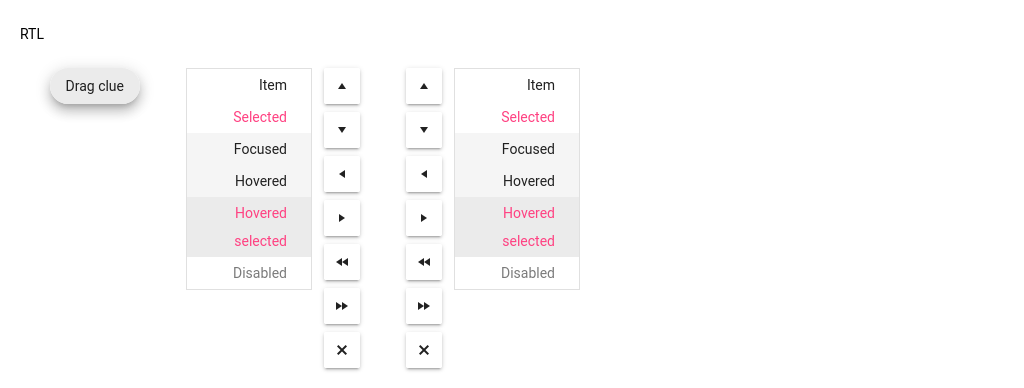 RTL
Drag clue
Item
Selected
Focused
Hovered
Hovered
selected
Disabled
Item
Selected
Focused
Hovered
Hovered
selected
Disabled